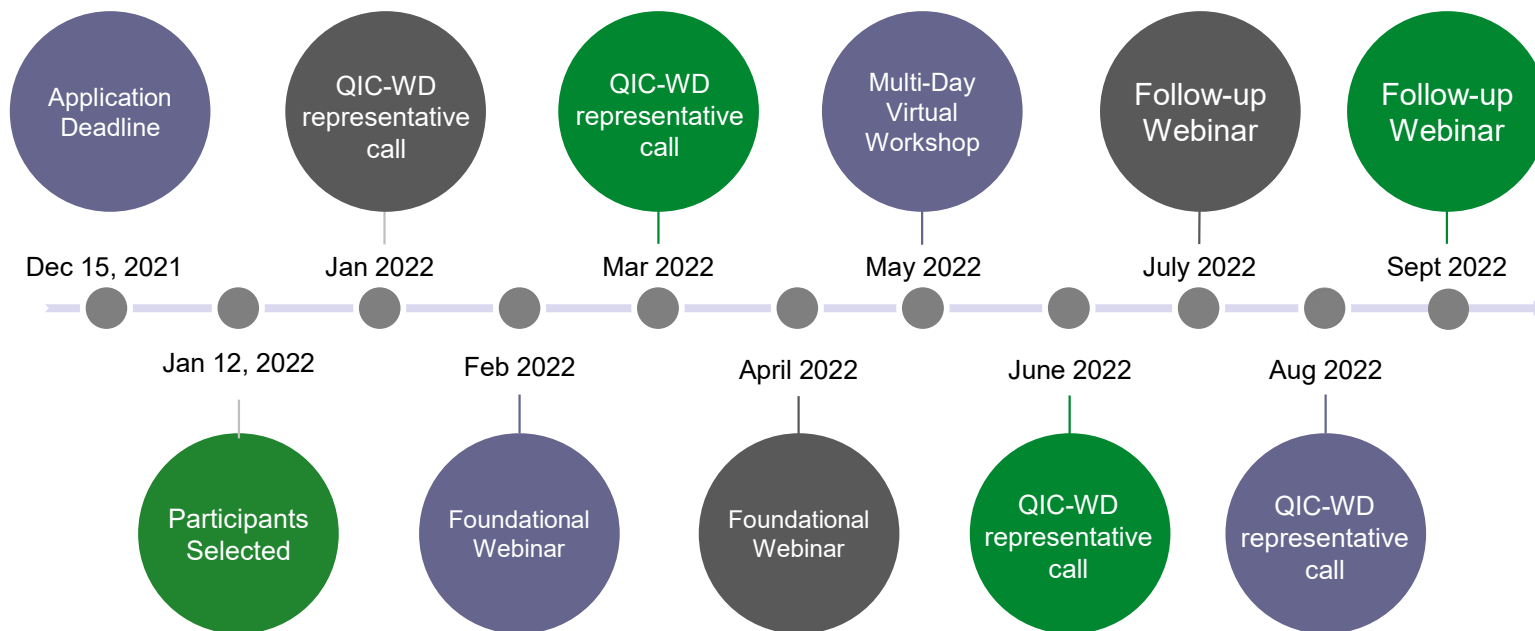 Application
Deadline
QIC-WD
representative
call
QIC-WD
representative
call
Multi-Day
Virtual
Workshop
Follow-up
Webinar
Follow-up
Webinar
Dec 15, 2021
Jan 2022
Mar 2022
May 2022
July 2022
Sept 2022
Jan 12, 2022
Feb 2022
April 2022
June 2022
Aug 2022
Participants
Selected
Foundational
Webinar
Foundational
Webinar
QIC-WD
representative
call
QIC-WD
representative
call